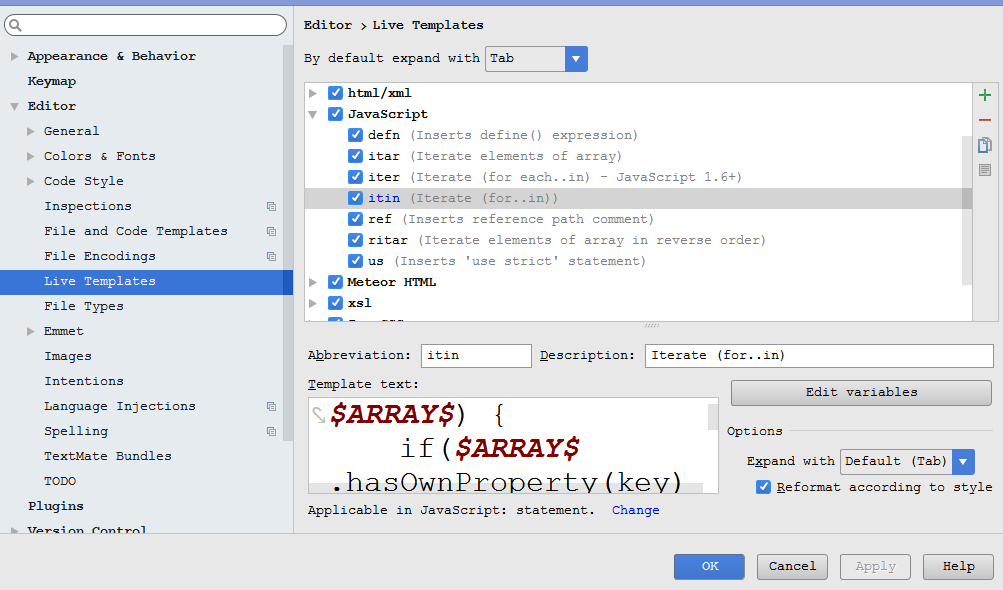 Editor > Live Templates
Appearance & Behavior
Keymap
Editor
General
Colors & Fonts
Code Style
Inspections
File and Code Templates
File Encodings
Live Templates
File Types
Emmet
Images
Intentions
Language Injections
Spelling
TextMate Bundles
TODO
Plugins
Version Control
By default expand with Tab
html/xml
JavaScript
defn (Inserts define() expression)
itar (Iterate elements of array)
iter (Iterate (for each..in) - JavaScript 1.6+)
itin (Iterate (for..in))
ref (Inserts reference path comment)
ritar (Iterate elements of array in reverse order)
us (Inserts 'use strict' statement)
Meteor HTML
xsl
Abbreviation: itin Description: Iterate (for..in)
Template text:
$ARRAY$) {
if($ARRAY$
.hasOwnProperty(key)
Edit variables
Options
Expand with Default (Tab)
Reformat according to style
Applicable in JavaScript: statement. Change
OK Cancel Apply Help